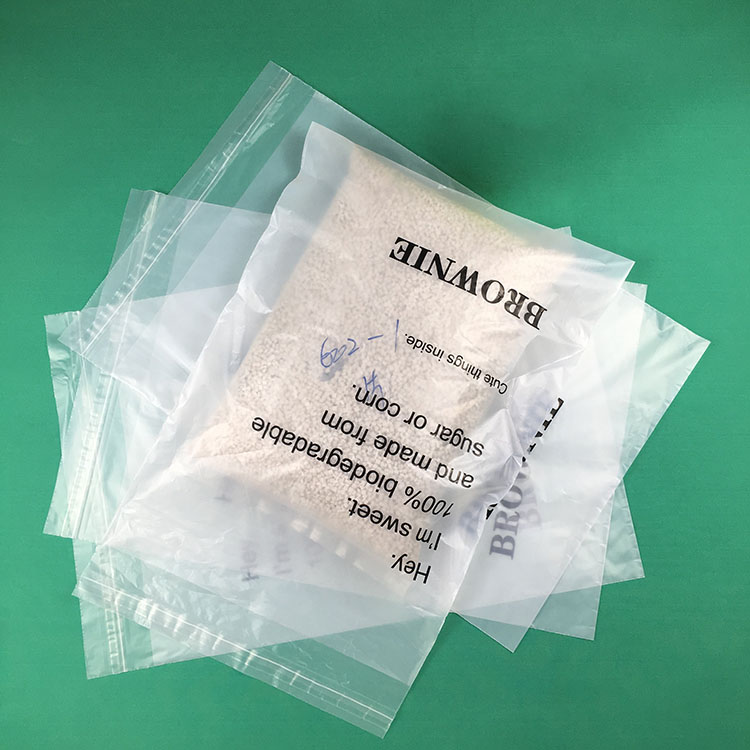 Hey.
I'm sweet.
100% biodegradable
and made from
sugar or corn.
Cute things inside.
BROWNIE